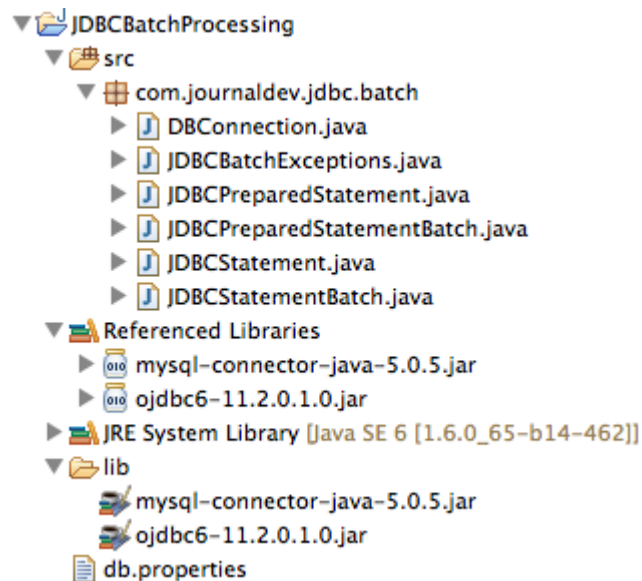 JDBCBatchProcessing
src
com.journaldev.jdbc.batch
DBConnection.java
JDBCBatchExceptions.java
JDBCPreparedStatement.java
JDBCPreparedStatementBatch.java
JDBCStatement.java
JDBCStatementBatch.java
Referenced Libraries
mysql-connector-java-5.0.5.jar
ojdbc6-11.2.0.1.0.jar
JRE System Library [Java SE 6 [1.6.0_65-b14-462]]
lib
mysql-connector-java-5.0.5.jar
ojdbc6-11.2.0.1.0.jar
db.properties